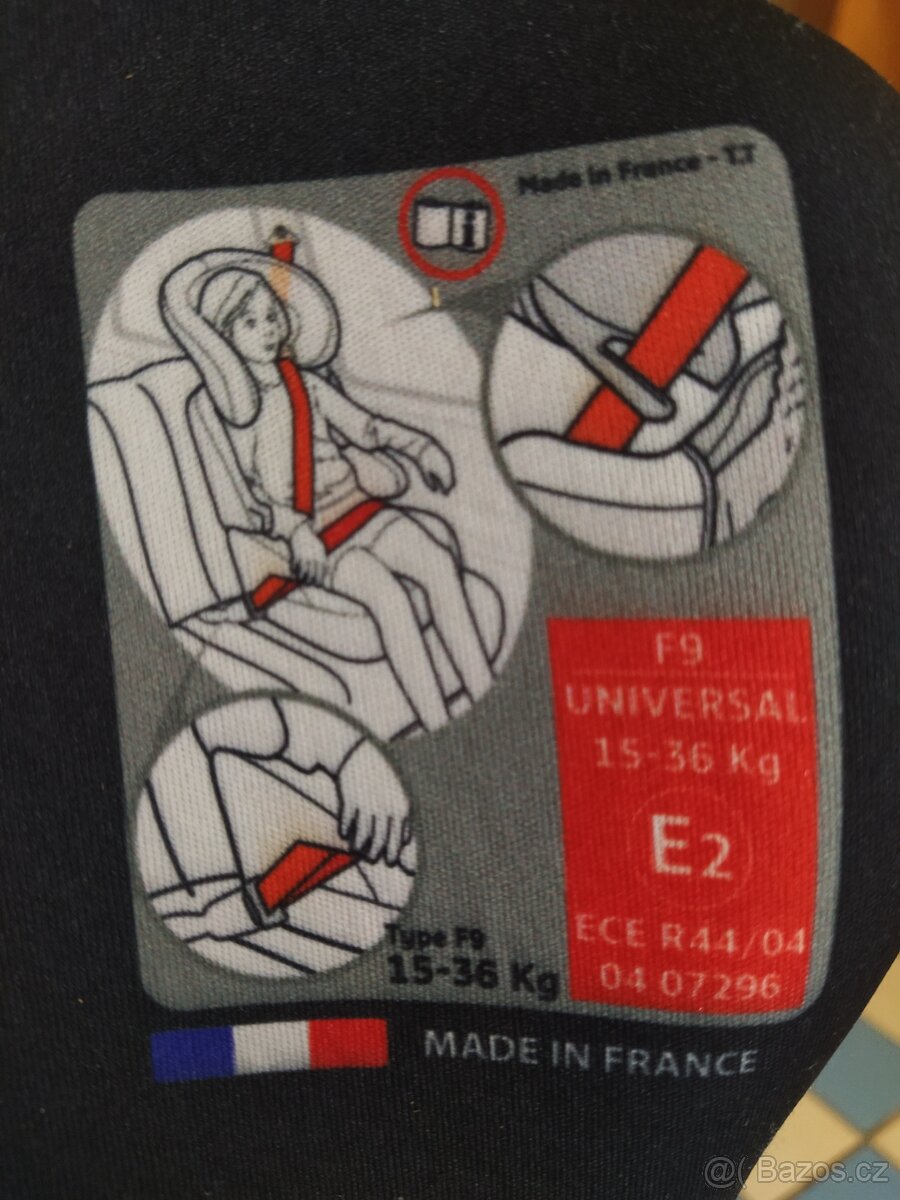 Made in France - T.T
i
F9
UNIVERSAL
15-36 Kg
E2
ECE R44/04
04 07296
Type F9
15-36 Kg
MADE IN FRANCE
@( Bazos.cz